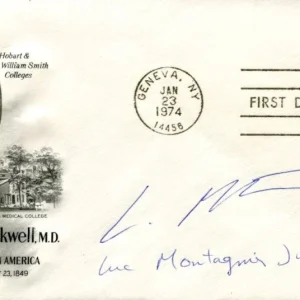 Hobart &
William Smith
Colleges
GENEVA, NY
JAN
23
1974
14456
FIRST D
MEDICAL COLLEGE
kwell, M.D.
AMERICA
23, 1849
Luc Montagnier